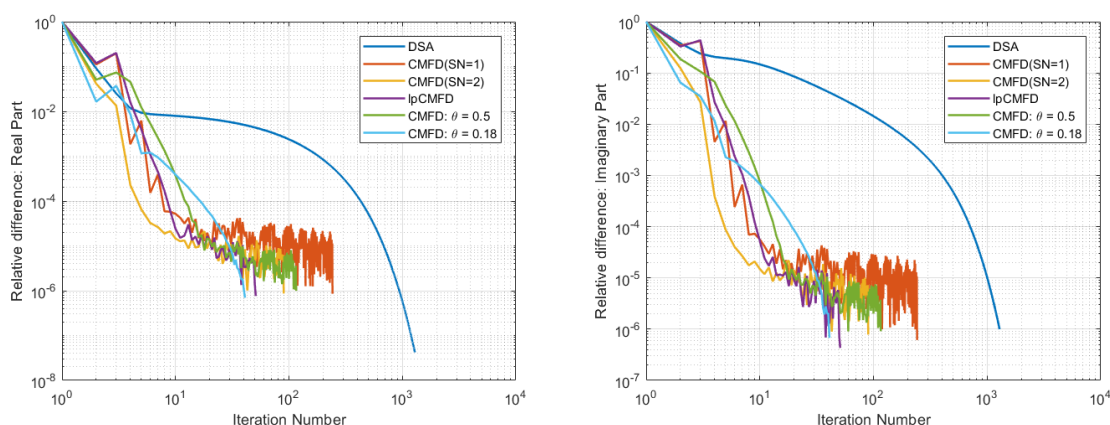 Relative difference: Real Part
10^0
10^-2
10^-4
10^-6
10^-8
DSA
CMFD(SN=1)
CMFD(SN=2)
lpCMFD
CMFD: θ = 0.5
CMFD: θ = 0.18
10^0 10^1 10^2 10^3 10^4
Iteration Number
Relative difference: Imaginary Part
10^0
10^-1
10^-2
10^-3
10^-4
10^-5
10^-6
10^-7
DSA
CMFD(SN=1)
CMFD(SN=2)
lpCMFD
CMFD: θ = 0.5
CMFD: θ = 0.18
10^0 10^1 10^2 10^3 10^4
Iteration Number